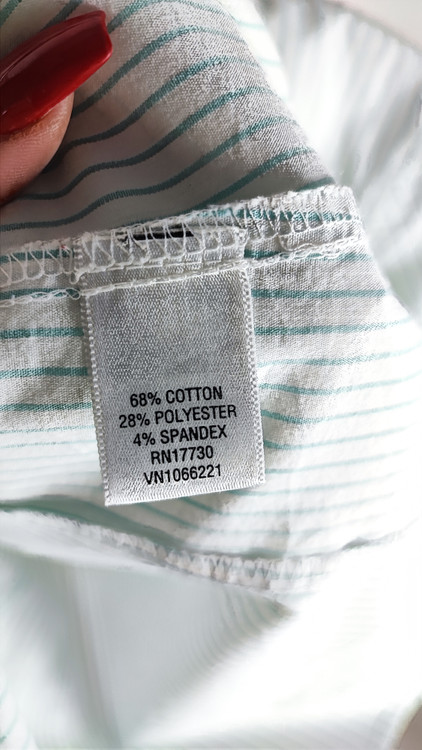 68% COTTON
28% POLYESTER
4% SPANDEX
RN17730
VN1066221